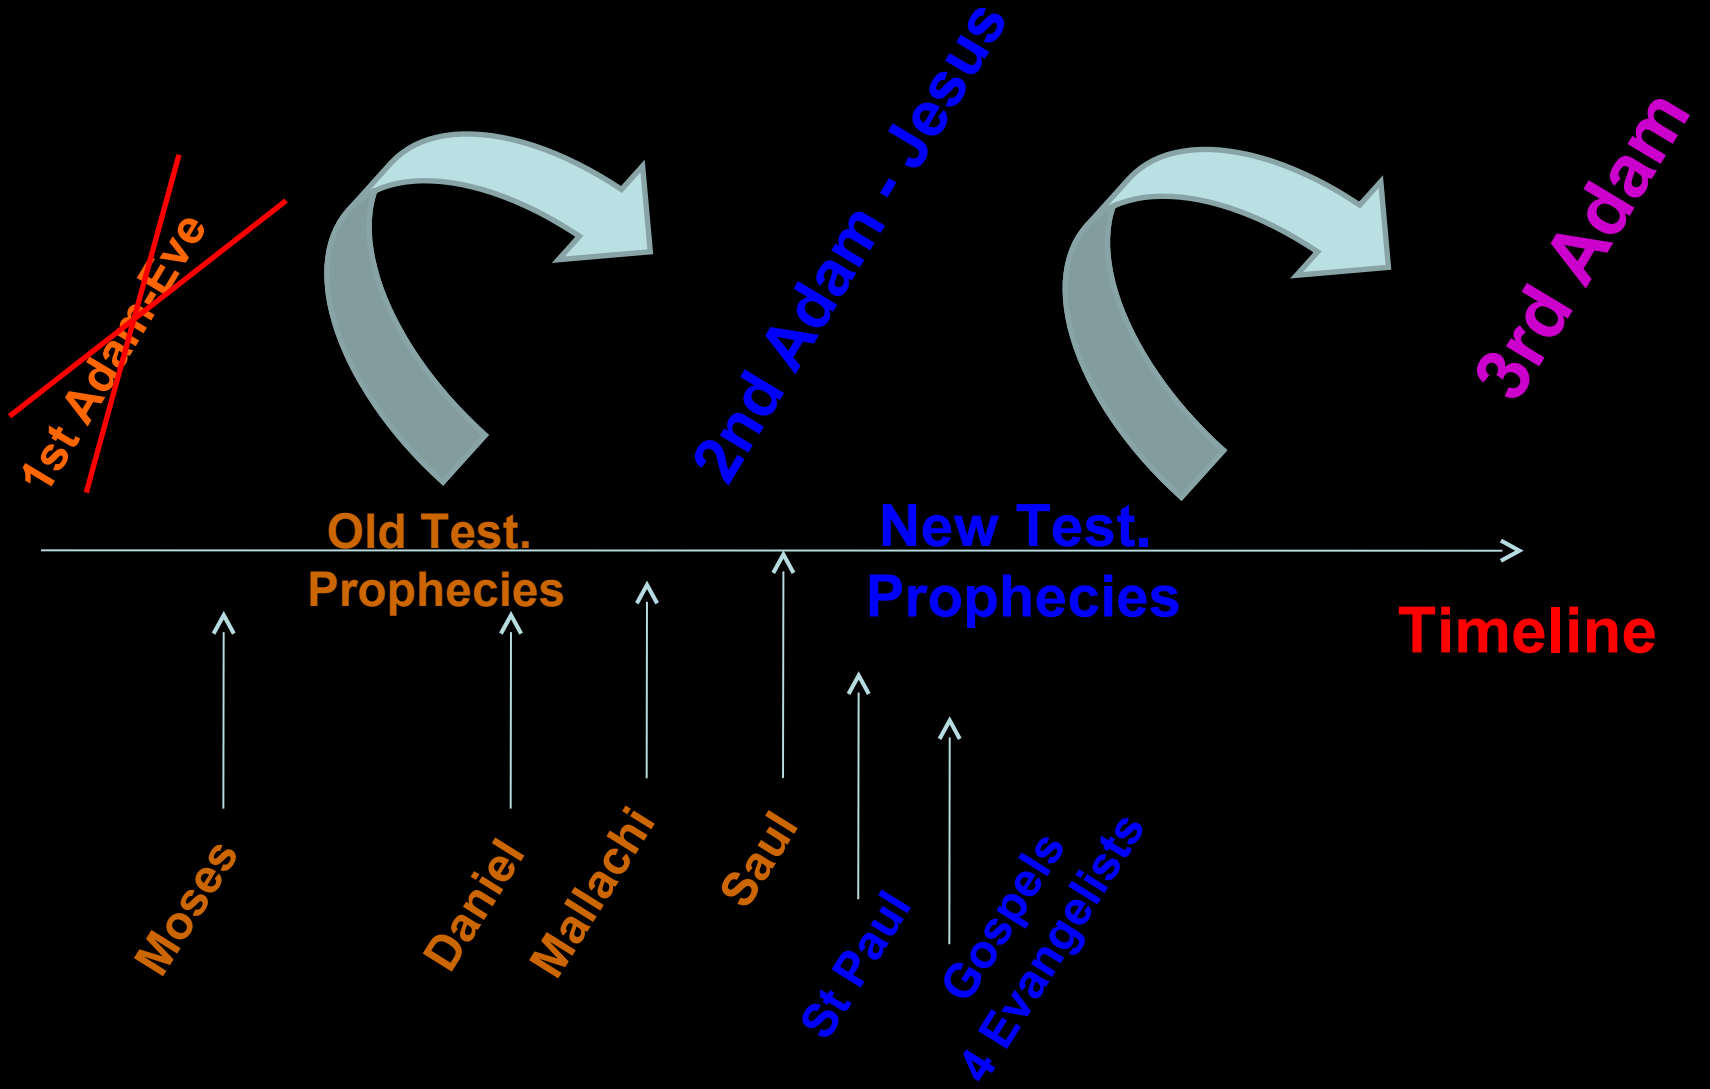 1st Adam-Eve
2nd Adam - Jesus
3rd Adam
Old Test.
Prophecies
New Test.
Prophecies
Timeline
Moses
Daniel
Mallachi
Saul
St Paul
Gospels
4 Evangelists